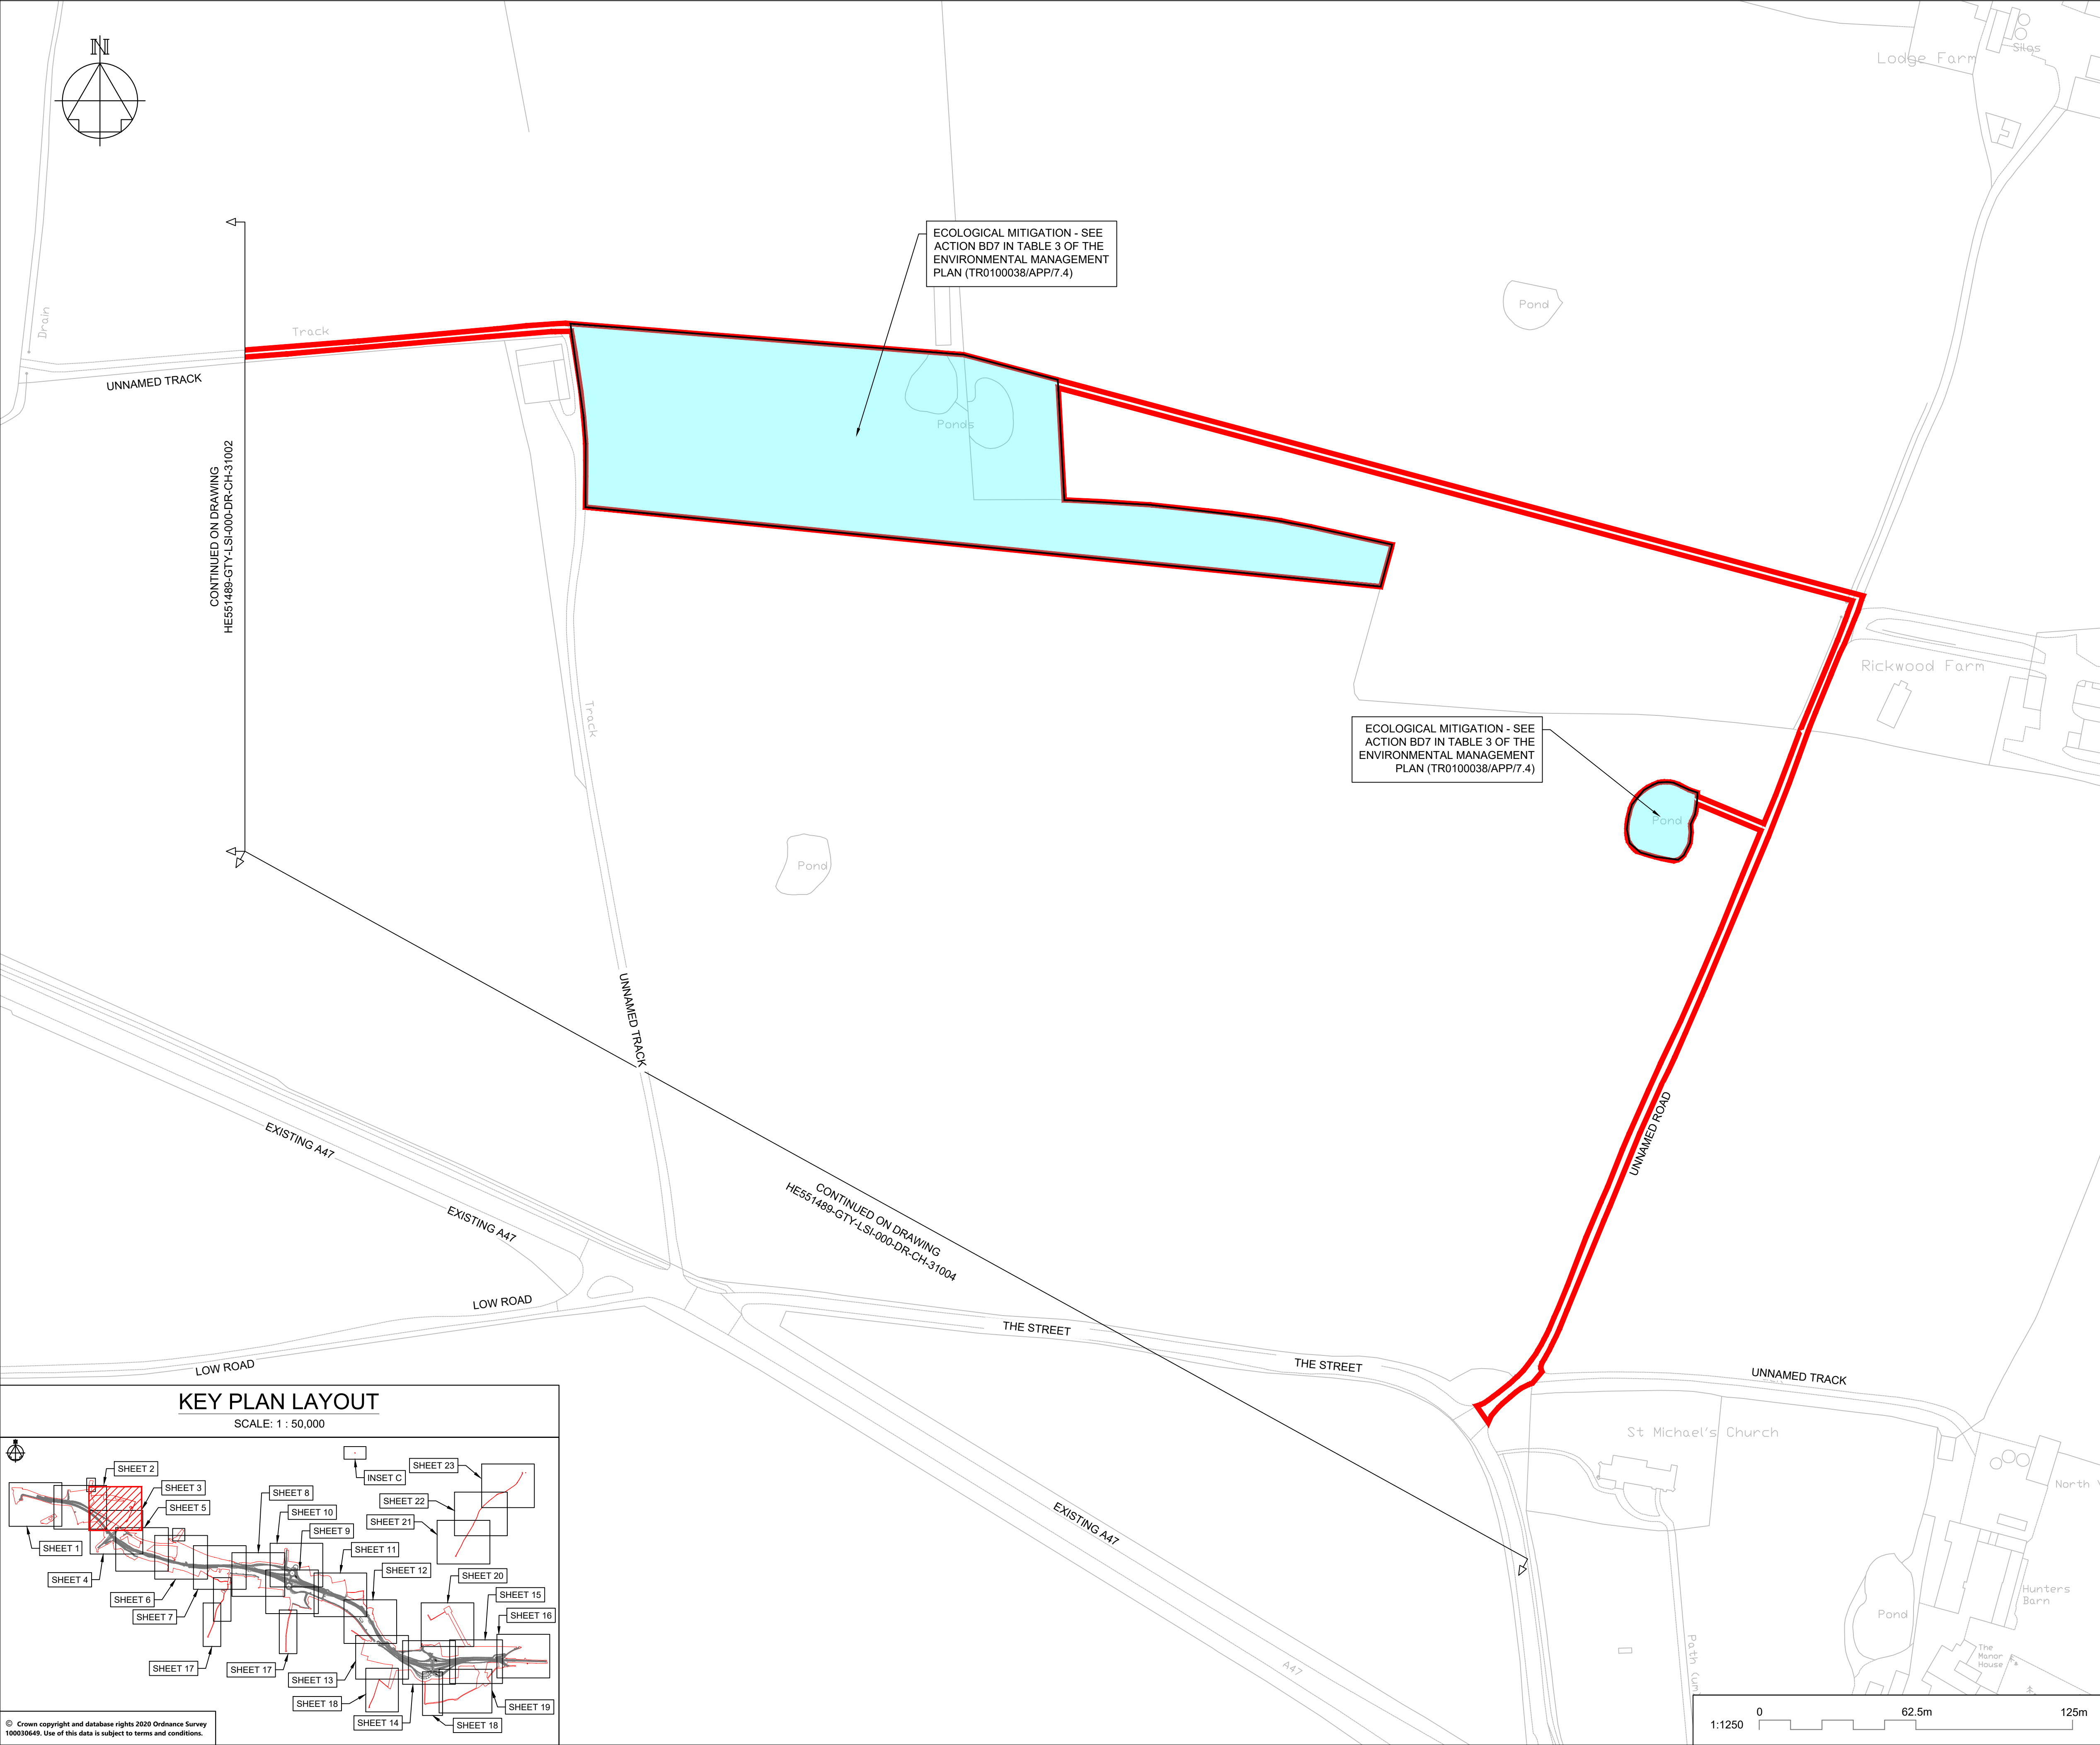 N
Lodge Farm
Silos
ECOLOGICAL MITIGATION - SEE
ACTION BD7 IN TABLE 3 OF THE
ENVIRONMENTAL MANAGEMENT
PLAN (TR0100038/APP/7.4)
Drain
Track
UNNAMED TRACK
Pond
Ponds
CONTINUED ON DRAWING
HE551489-GTY-LSI-000-DR-CH-31002
Rickwood Farm
Track
ECOLOGICAL MITIGATION - SEE
ACTION BD7 IN TABLE 3 OF THE
ENVIRONMENTAL MANAGEMENT
PLAN (TR0100038/APP/7.4)
Pond
Pond
UNNAMED TRACK
UNNAMED ROAD
EXISTING A47
EXISTING A47
CONTINUED ON DRAWING
HE551489-GTY-LSI-000-DR-CH-31004
LOW ROAD
LOW ROAD
THE STREET
THE STREET
UNNAMED TRACK
St Michael's Church
North
EXISTING A47
A47
Pond
Hunters
Barn
The
Manor
House
Path
KEY PLAN LAYOUT
SCALE: 1 : 50,000
SHEET 2
SHEET 3
SHEET 5
SHEET 1
SHEET 4
SHEET 6
SHEET 7
SHEET 8
SHEET 10
SHEET 9
SHEET 11
SHEET 12
INSET C
SHEET 23
SHEET 22
SHEET 21
SHEET 20
SHEET 15
SHEET 16
SHEET 17
SHEET 17
SHEET 13
SHEET 18
SHEET 14
SHEET 18
SHEET 19
© Crown copyright and database rights 2020 Ordnance Survey
100030649. Use of this data is subject to terms and conditions.
1:1250
0
62.5m
125m